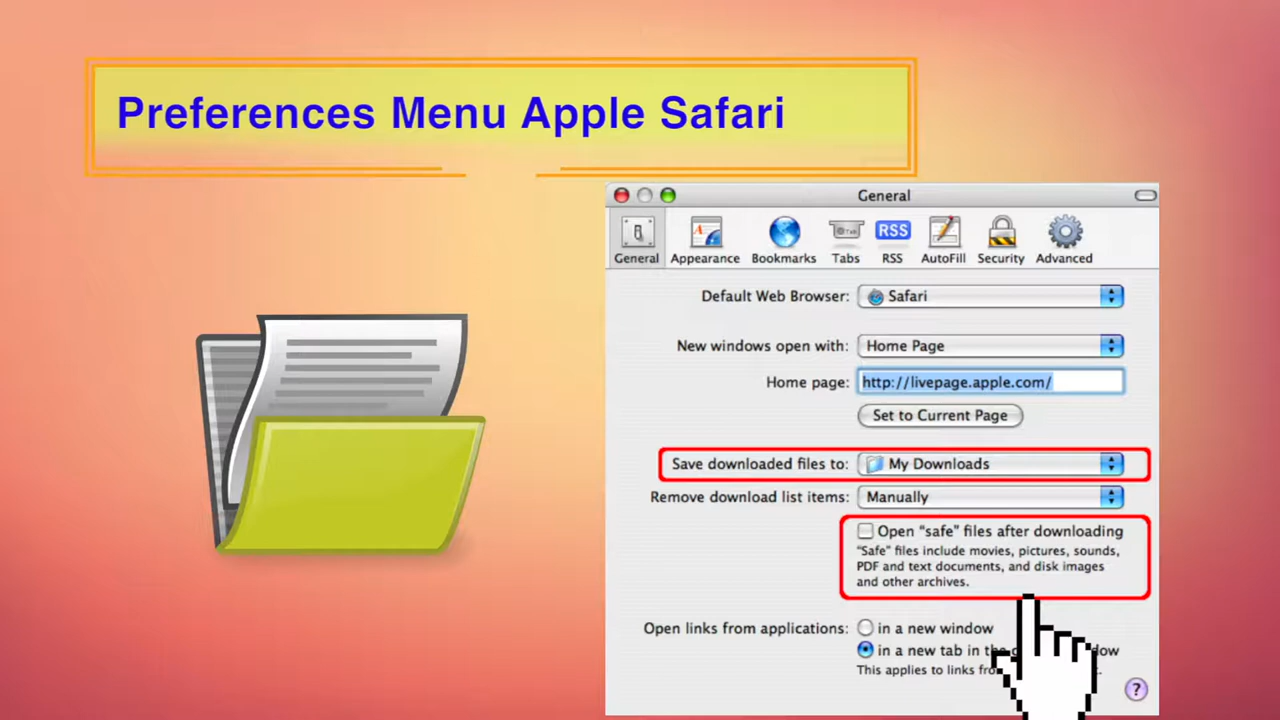 Preferences Menu Apple Safari
General
General Appearance Bookmarks Tabs RSS AutoFill Security Advanced
RSS
Default Web Browser: Safari
New windows open with: Home Page
Home page: http://livepage.apple.com/
Set to Current Page
Save downloaded files to: My Downloads
Remove download list items: Manually
Open “safe” files after downloading
“Safe” files include movies, pictures, sounds,
PDF and text documents, and disk images
and other archives.
Open links from applications: in a new window
in a new tab in the
This applies to links
?